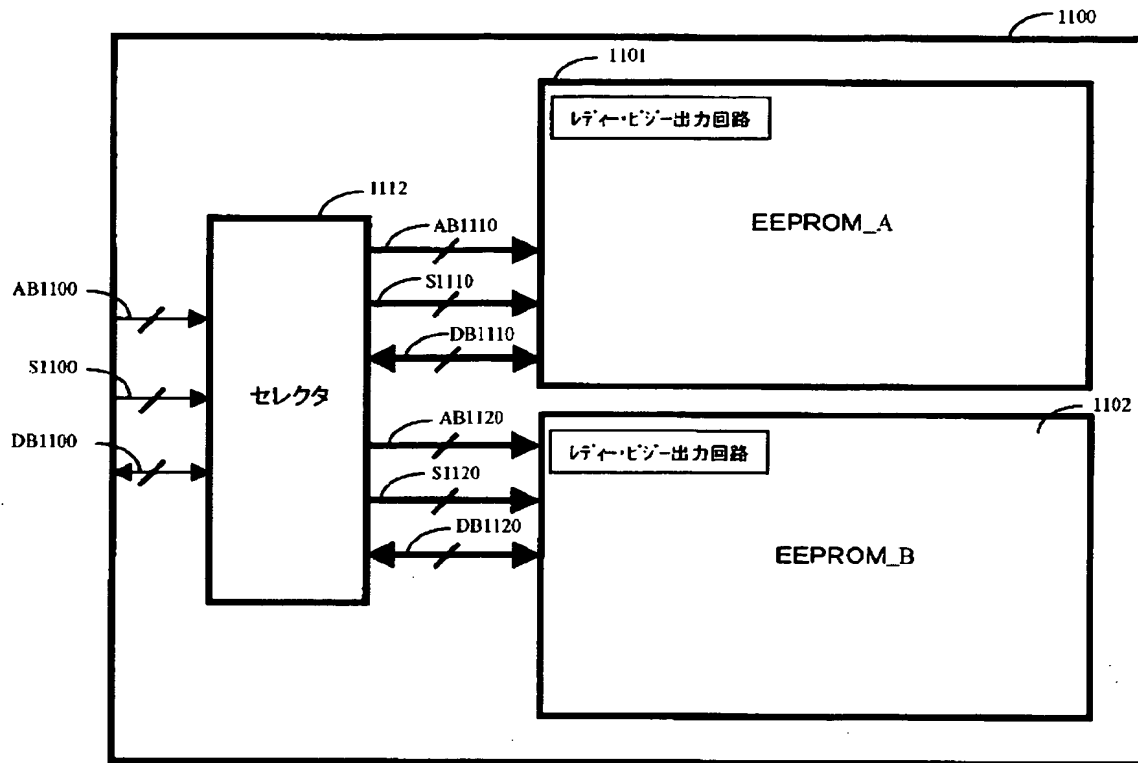 1100
1101
レディー・ビジー出力回路
EEPROM_A
1112
AB1110
S1110
DB1110
AB1100
S1100
DB1100
セレクタ
AB1120
S1120
DB1120
1102
レディー・ビジー出力回路
EEPROM_B